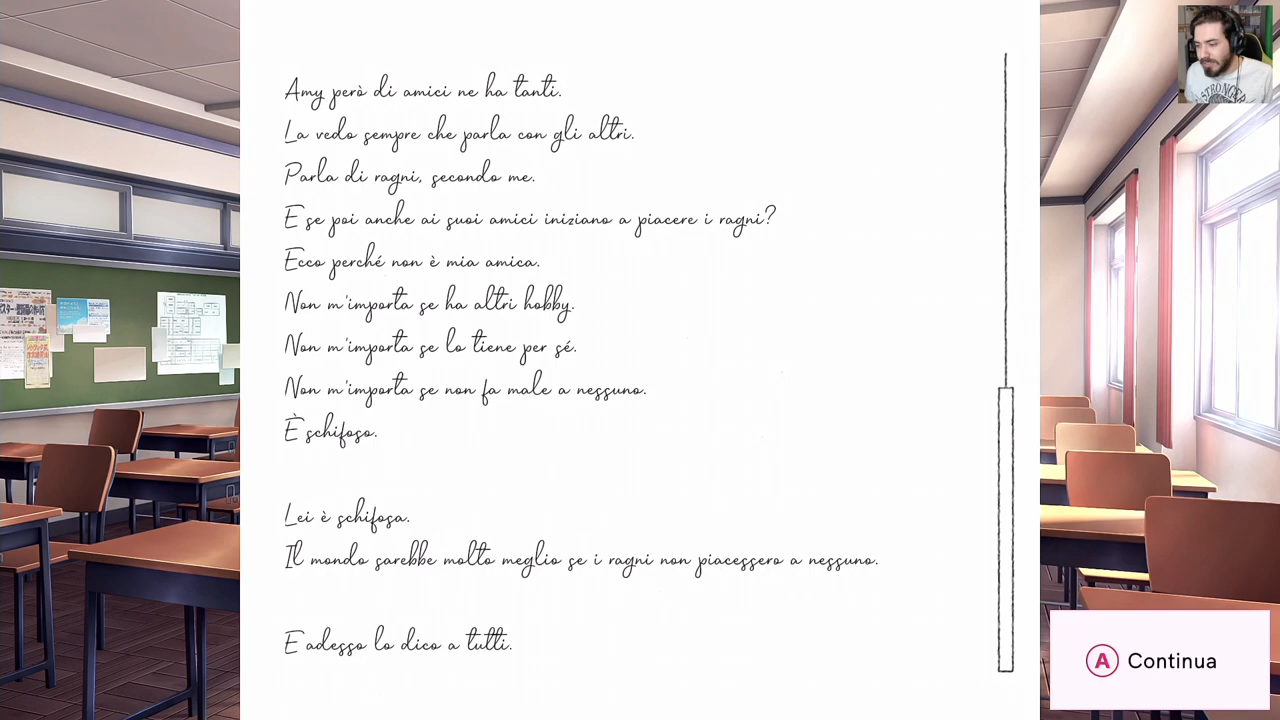 Amy però di amici ne ha tanti.
La vedo sempre che parla con gli altri.
Parla di ragni, secondo me.
E se poi anche ai suoi amici iniziano a piacere i ragni?
Ecco perché non è mia amica.
Non m'importa se ha altri hobby.
Non m'importa se lo tiene per sé.
Non m'importa se non fa male a nessuno.
È schifoso.
Lei è schifosa.
Il mondo sarebbe molto meglio se i ragni non piacessero a nessuno.
E adesso lo dico a tutti.
A Continua